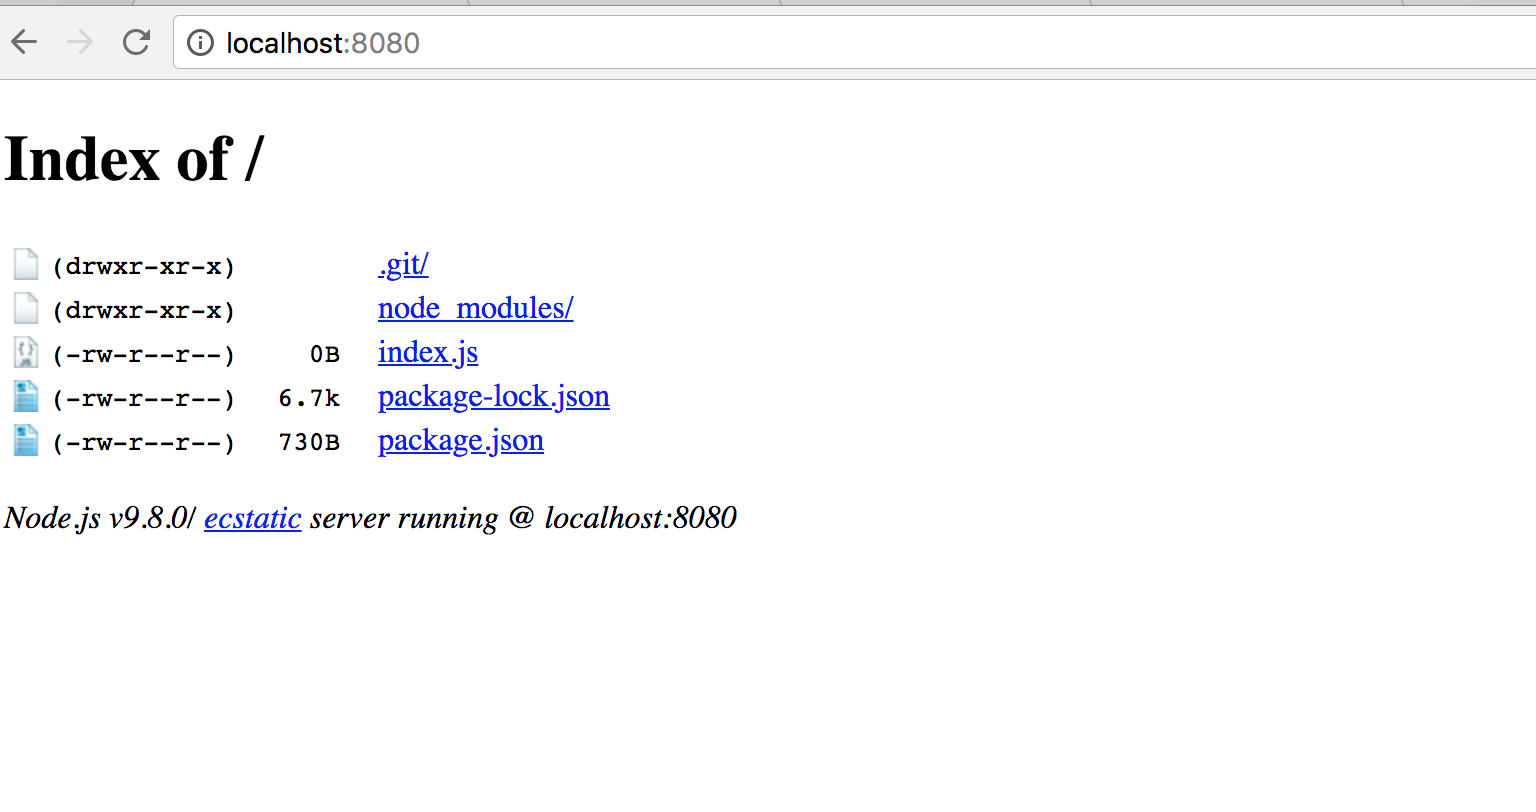 localhost:8080
Index of /
(drwxr-xr-x) .git/
(drwxr-xr-x) node_modules/
(-rw-r--r--) 0B index.js
(-rw-r--r--) 6.7k package-lock.json
(-rw-r--r--) 730B package.json
Node.js v9.8.0/ ecstatic server running @ localhost:8080